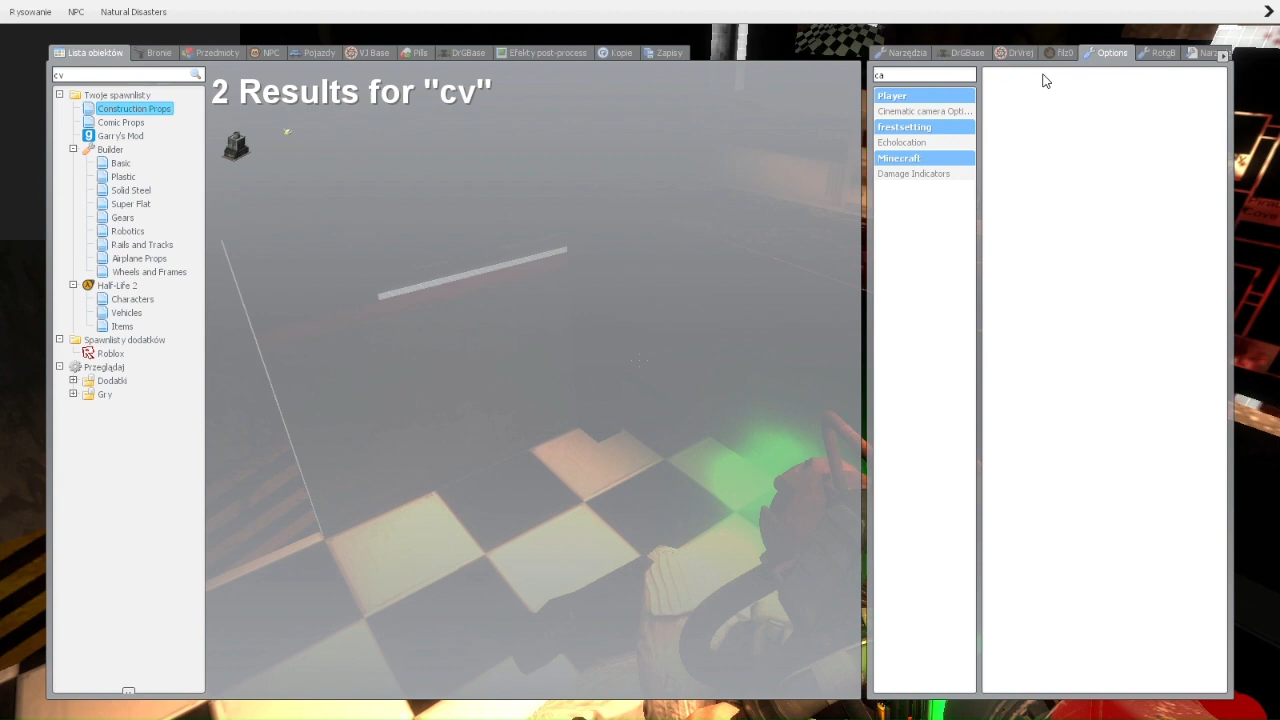 Rysowanie NPC Natural Disasters
Lista obiektów Bronie Przedmioty NPC Pojazdy VJ Base Pills DrGBase Efekty post-process Kopie Zapisy
cv
2 Results for "cv"
Twoje spawnlisty
Construction Props
Comic Props
Garry's Mod
Builder
Basic
Plastic
Solid Steel
Super Flat
Gears
Robotics
Rails and Tracks
Airplane Props
Wheels and Frames
Half-Life 2
Characters
Vehicles
Items
Spawnlisty dodatków
Roblox
Przeglądaj
Dodatki
Gry
Narzędzia DrGBase DrVrej Options RotgB
ca
Player
Cinematic camera Opti...
frestsetting
Echolocation
Minecraft
Damage Indicators